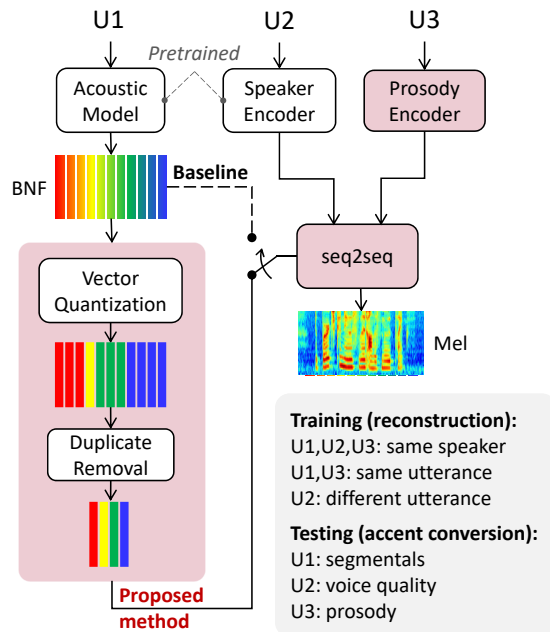 U1 U2 U3
Pretrained
Acoustic
Model
Speaker
Encoder
Prosody
Encoder
BNF
Baseline
Vector
Quantization
seq2seq
Mel
Duplicate
Removal
Proposed
method
Training (reconstruction):
U1,U2,U3: same speaker
U1,U3: same utterance
U2: different utterance
Testing (accent conversion):
U1: segmentals
U2: voice quality
U3: prosody